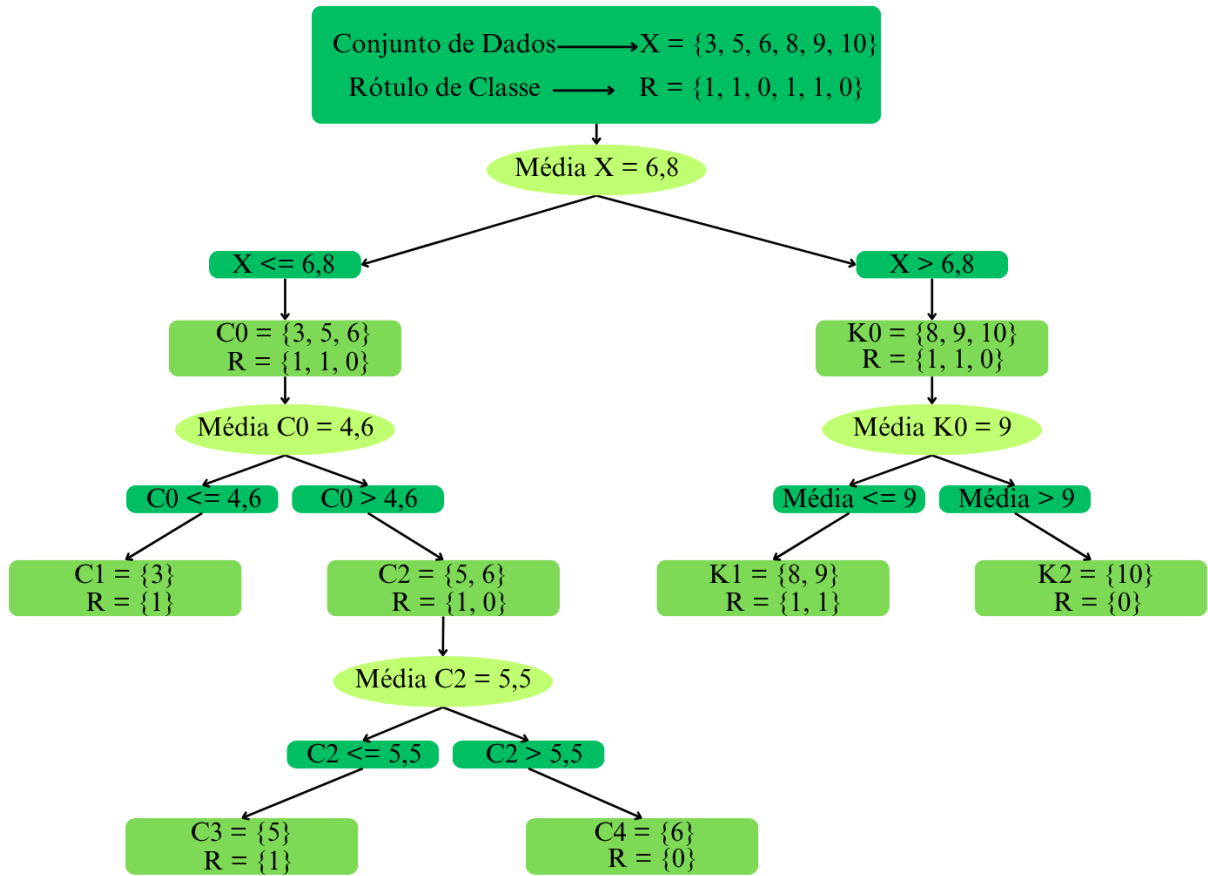 Conjunto de Dados X = {3, 5, 6, 8, 9, 10}
Rótulo de Classe R = {1, 1, 0, 1, 1, 0}
Média X = 6,8
X <= 6,8
X > 6,8
C0 = {3, 5, 6}
R = {1, 1, 0}
K0 = {8, 9, 10}
R = {1, 1, 0}
Média C0 = 4,6
Média K0 = 9
C0 <= 4,6
C0 > 4,6
Média <= 9
Média > 9
C1 = {3}
R = {1}
C2 = {5, 6}
R = {1, 0}
K1 = {8, 9}
R = {1, 1}
K2 = {10}
R = {0}
Média C2 = 5,5
C2 <= 5,5
C2 > 5,5
C3 = {5}
R = {1}
C4 = {6}
R = {0}